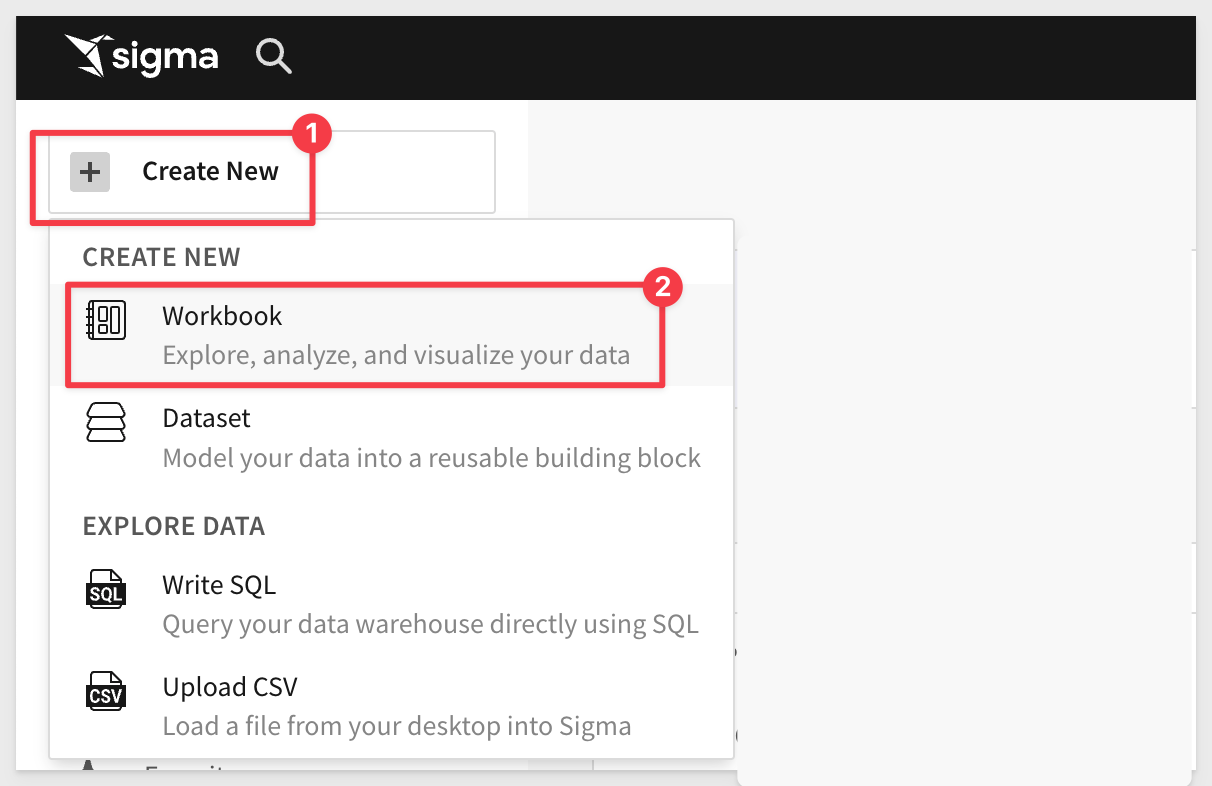 sigma
1
Create New
CREATE NEW
2
Workbook
Explore, analyze, and visualize your data
Dataset
Model your data into a reusable building block
EXPLORE DATA
SQL
Write SQL
Query your data warehouse directly using SQL
CSV
Upload CSV
Load a file from your desktop into Sigma